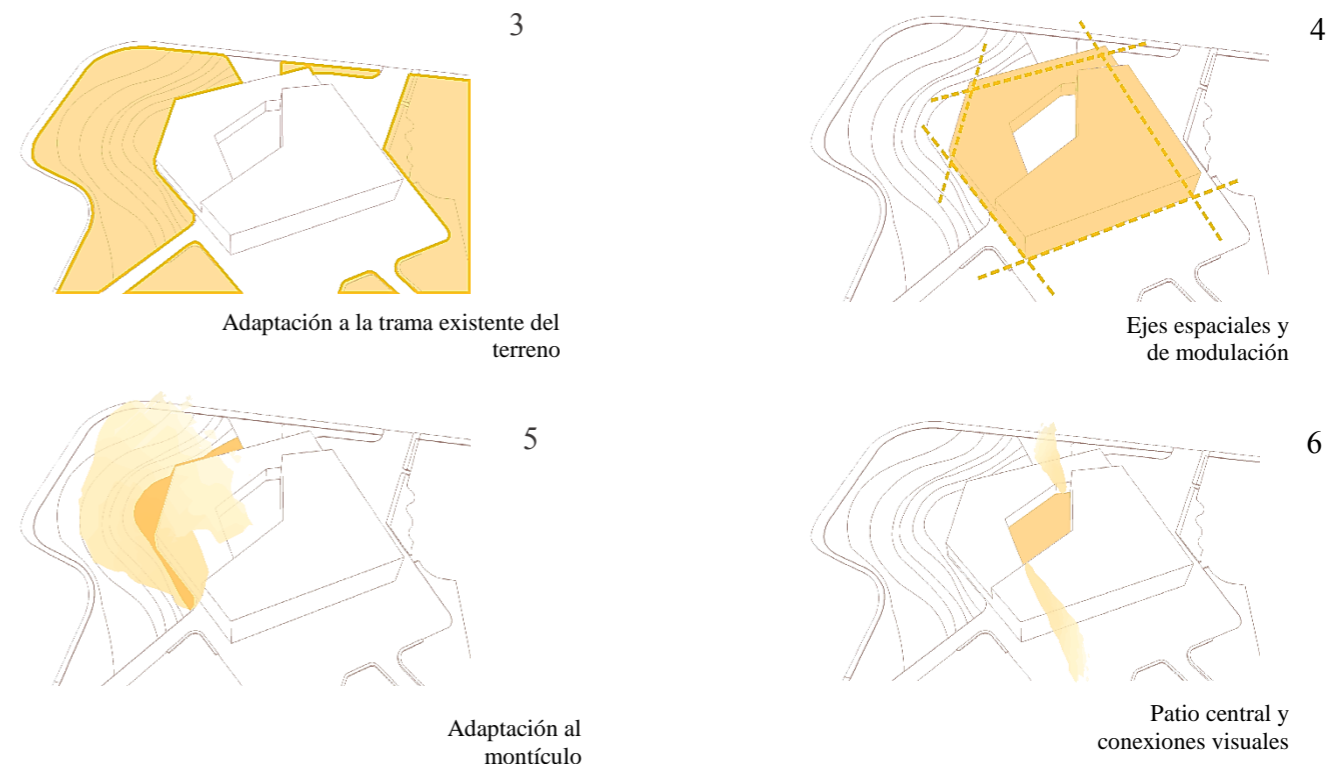 3
Adaptación a la trama existente del
terreno
4
Ejes espaciales y
de modulación
5
Adaptación al
montículo
6
Patio central y
conexiones visuales